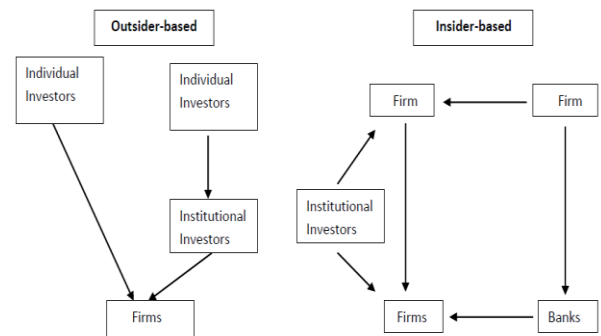 Outsider-based
Insider-based
Individual
Investors
Individual
Investors
Institutional
Investors
Firms
Firm
Firm
Institutional
Investors
Firms
Banks